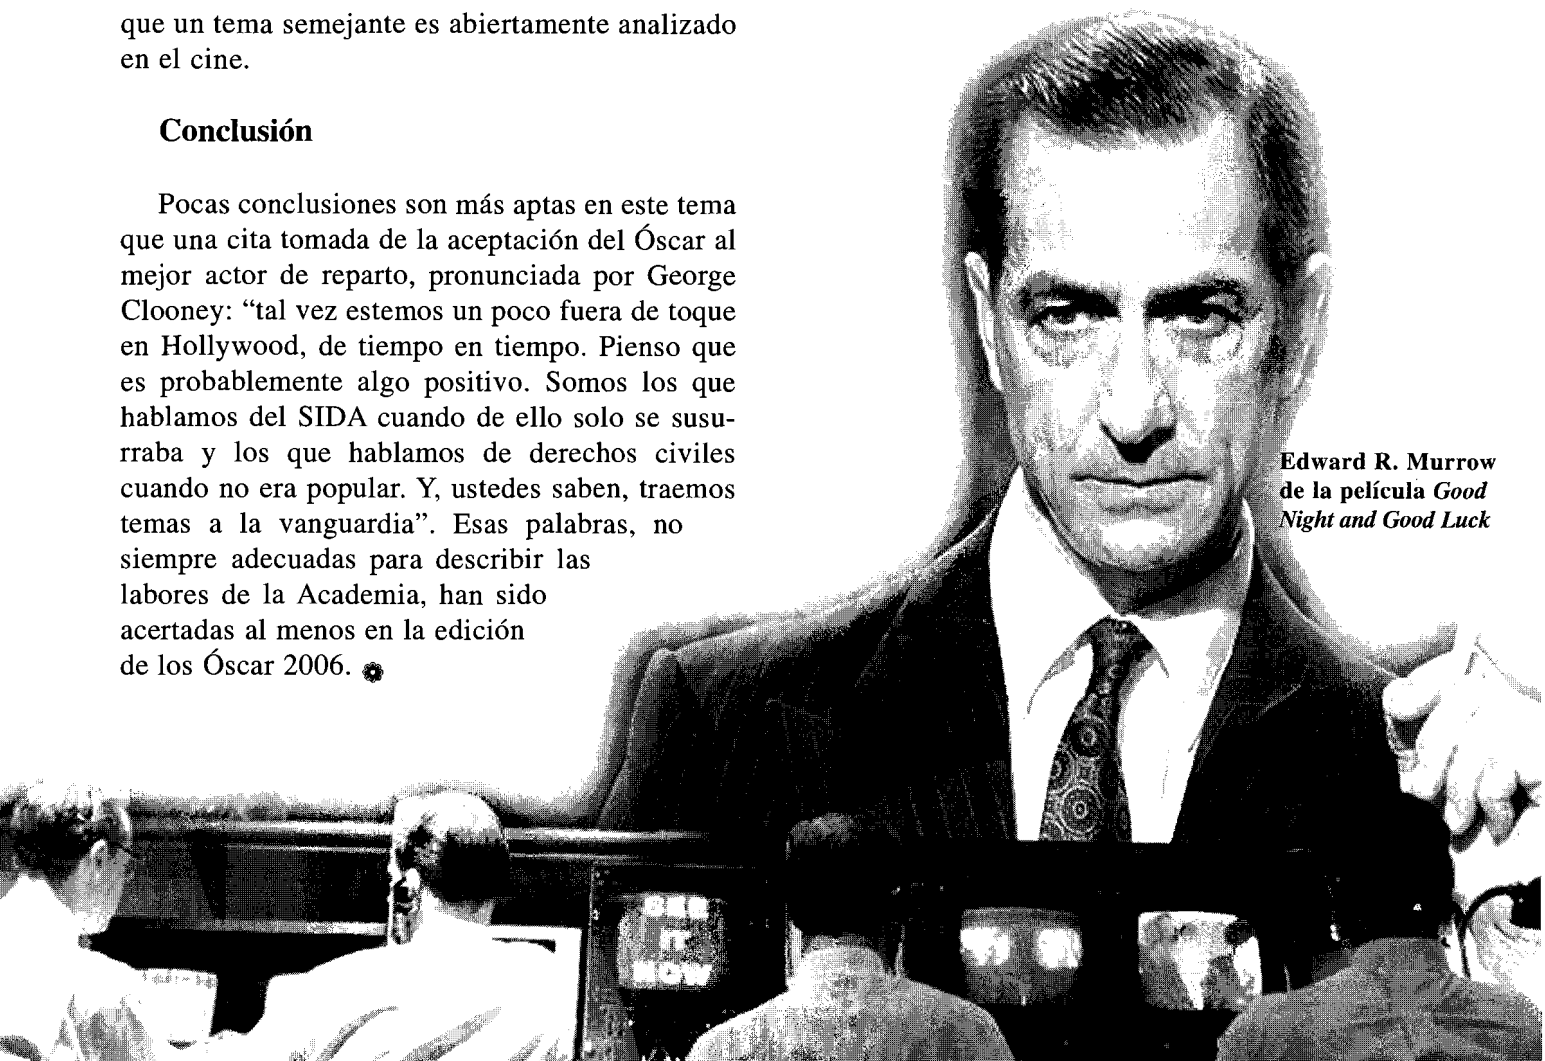 que un tema semejante es abiertamente analizado
en el cine.
Conclusión
Pocas conclusiones son más aptas en este tema
que una cita tomada de la aceptación del Óscar al
mejor actor de reparto, pronunciada por George
Clooney: “tal vez estemos un poco fuera de toque
en Hollywood, de tiempo en tiempo. Pienso que
es probablemente algo positivo. Somos los que
hablamos del SIDA cuando de ello solo se susu-
rraba y los que hablamos de derechos civiles
cuando no era popular. Y, ustedes saben, traemos
temas a la vanguardia”. Esas palabras, no
siempre adecuadas para describir las
labores de la Academia, han sido
acertadas al menos en la edición
de los Óscar 2006.
Edward R. Murrow
de la película Good
Night and Good Luck
SEE
IT
NOW